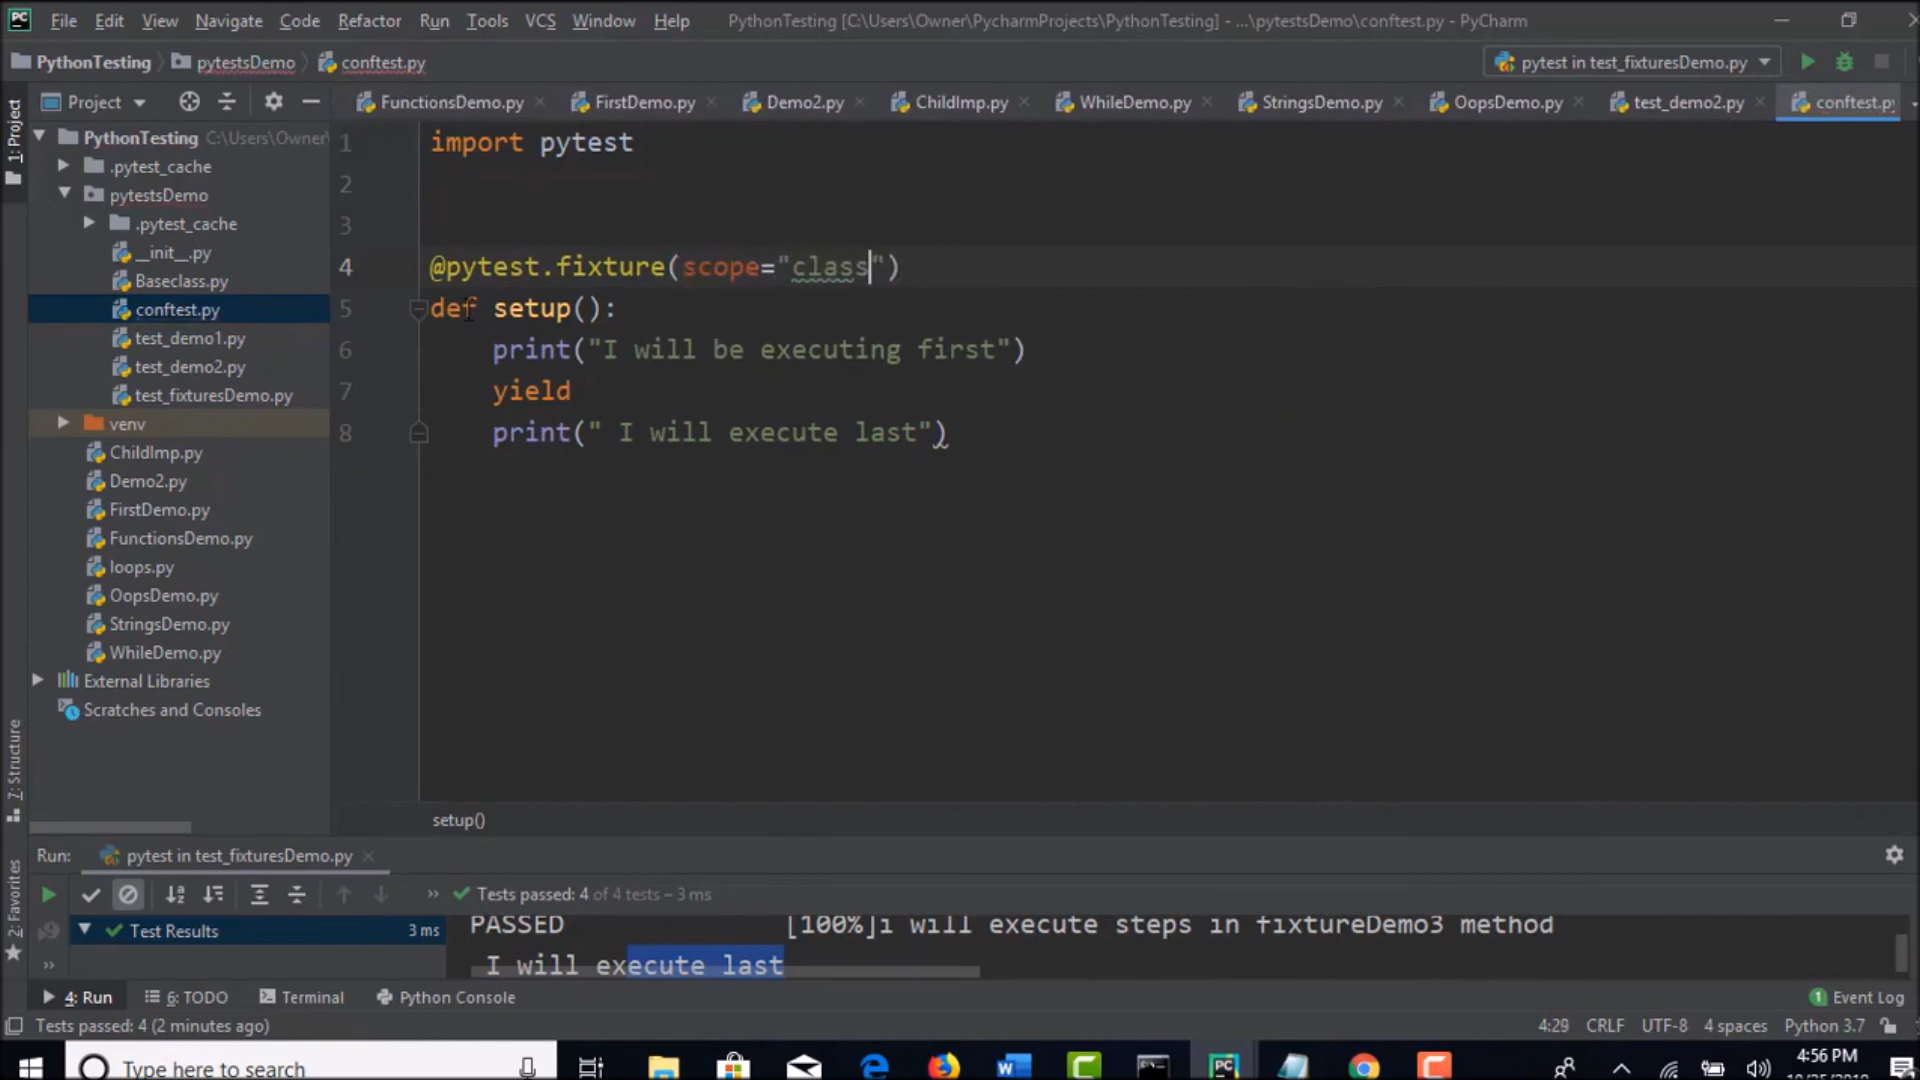 File Edit View Navigate Code Refactor Run Tools VCS Window Help PythonTesting [C:\Users\Owner\PycharmProjects\PythonTesting] - ...\pytestsDemo\conftest.py - PyCharm
PythonTesting pytestsDemo conftest.py pytest in test_fixturesDemo.py
Project FunctionsDemo.py FirstDemo.py Demo2.py ChildImp.py WhileDemo.py StringsDemo.py OopsDemo.py test_demo2.py conftest.py
1: Project
PythonTesting C:\Users\Owner
.pytest_cache
pytestsDemo
.pytest_cache
__init__.py
Baseclass.py
conftest.py
test_demo1.py
test_demo2.py
test_fixturesDemo.py
venv
ChildImp.py
Demo2.py
FirstDemo.py
FunctionsDemo.py
loops.py
OopsDemo.py
StringsDemo.py
WhileDemo.py
External Libraries
Scratches and Consoles
1 import pytest
2
3
4 @pytest.fixture(scope="class")
5 def setup():
6 print("I will be executing first")
7 yield
8 print(" I will execute last")
setup()
7: Structure
2: Favorites
Run: pytest in test_fixturesDemo.py
» Tests passed: 4 of 4 tests – 3 ms
Test Results 3 ms
PASSED [100%]i will execute steps in fixtureDemo3 method
I will execute last
»
4: Run 6: TODO Terminal Python Console 1 Event Log
Tests passed: 4 (2 minutes ago) 4:29 CRLF UTF-8 4 spaces Python 3.7
Type here to search 4:56 PM